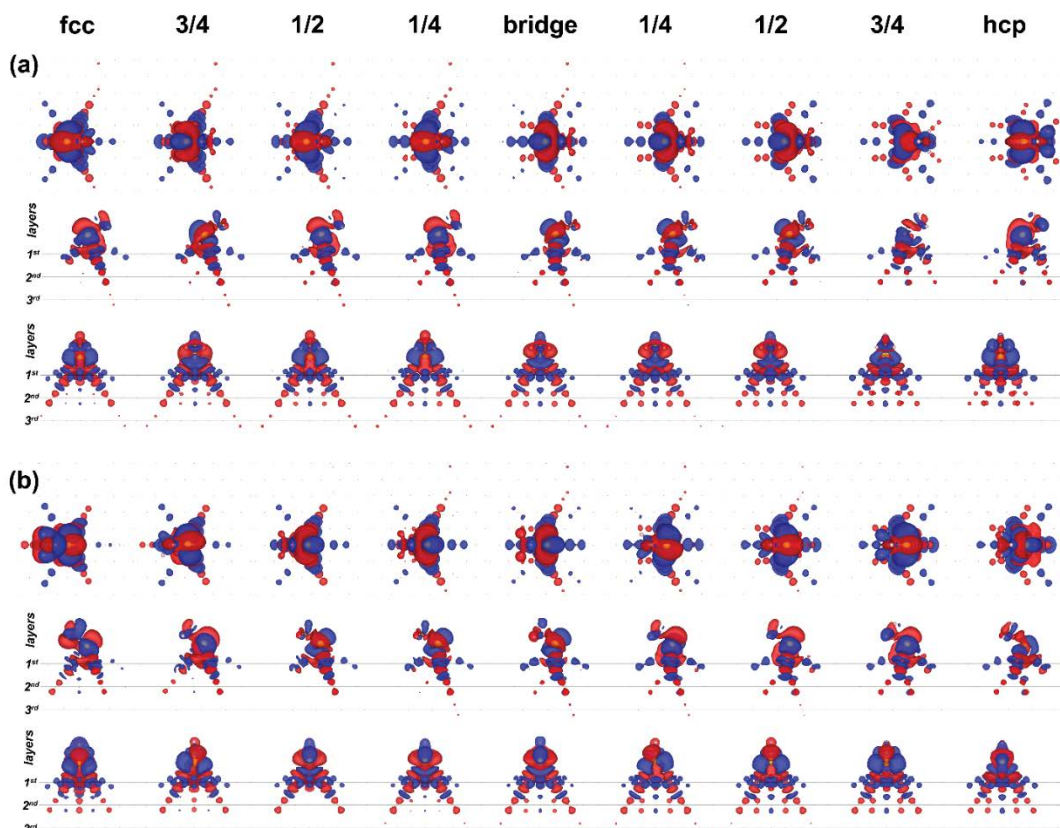 fcc 3/4 1/2 1/4 bridge 1/4 1/2 3/4 hcp
(a)
layers
1st
2nd
3rd
layers
1st
2nd
3rd
(b)
layers
1st
2nd
3rd
layers
1st
2nd
3rd